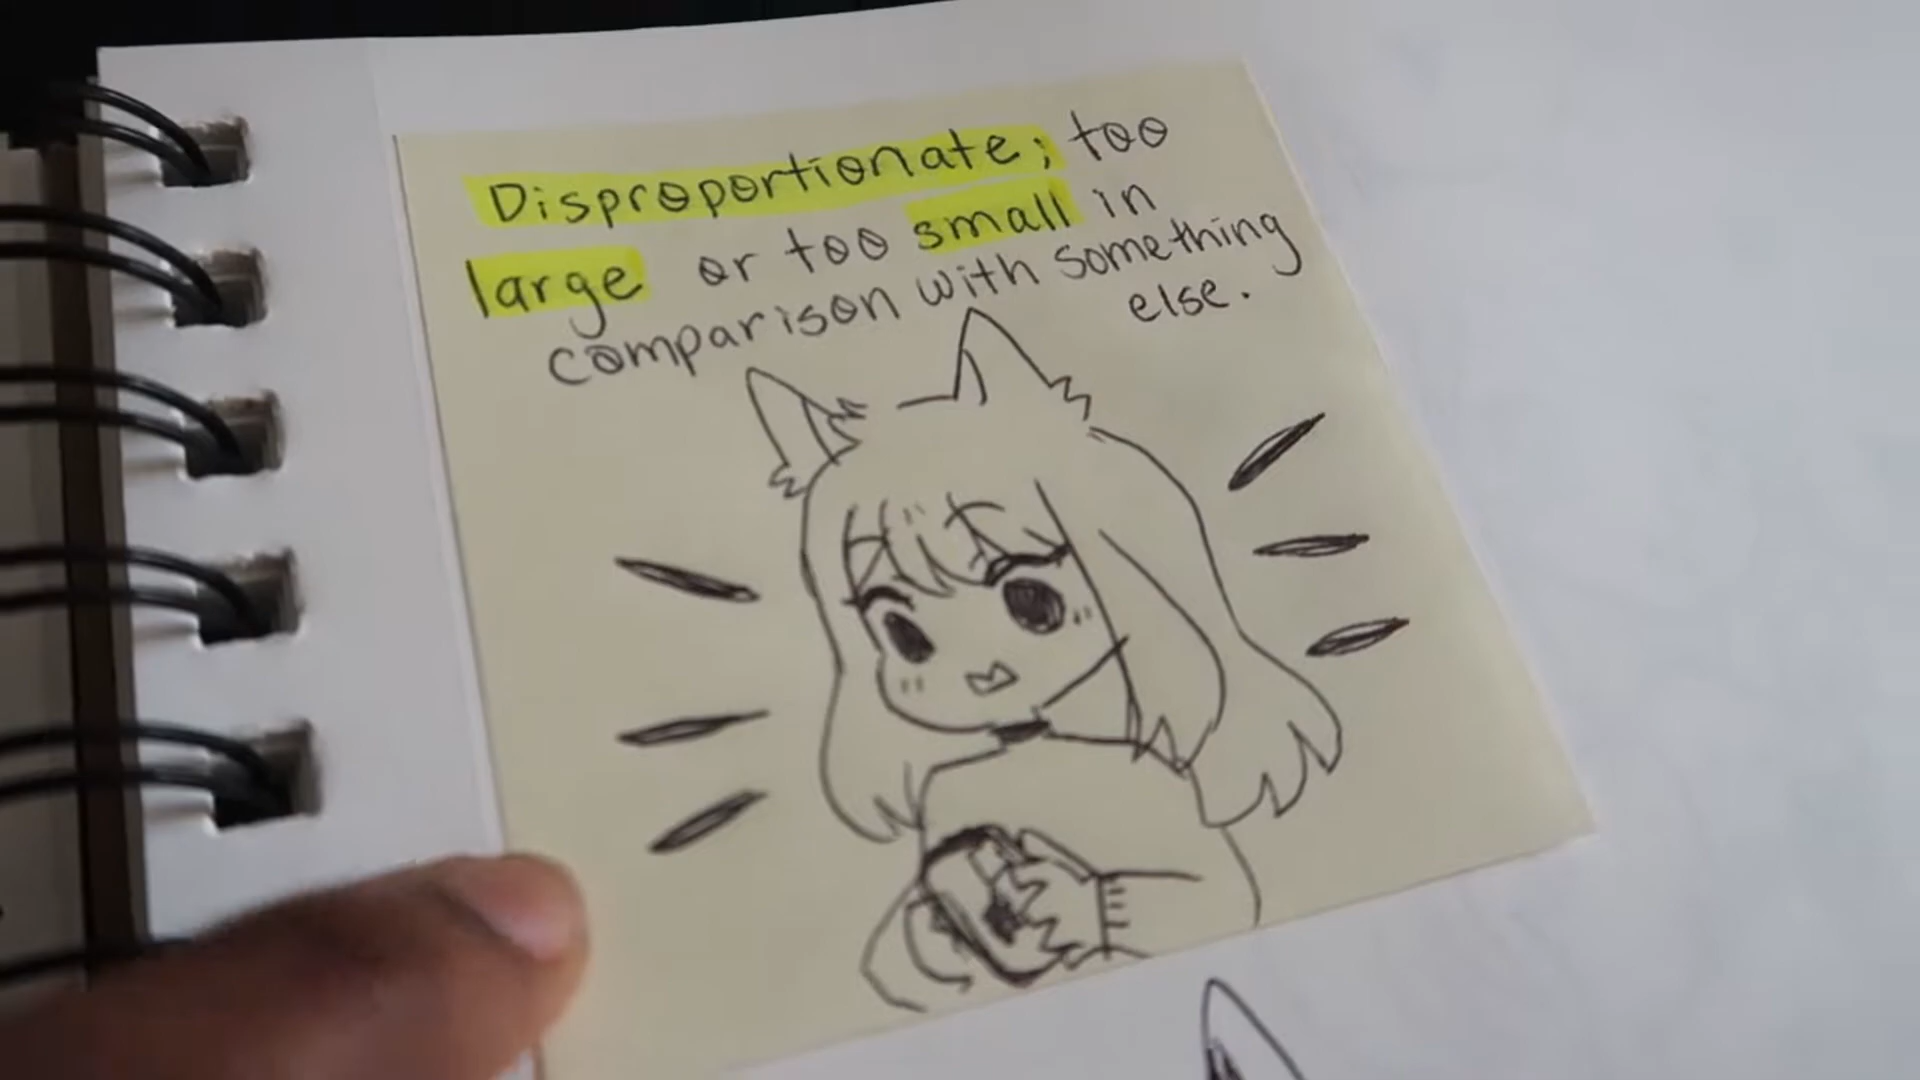 Disproportionate; too
large or too small in
comparison with something
else.